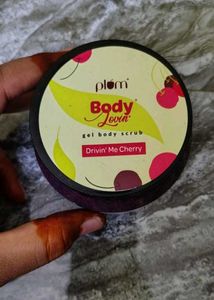 plum
Body
Lovin'
gel body scrub
Drivin' Me Cherry